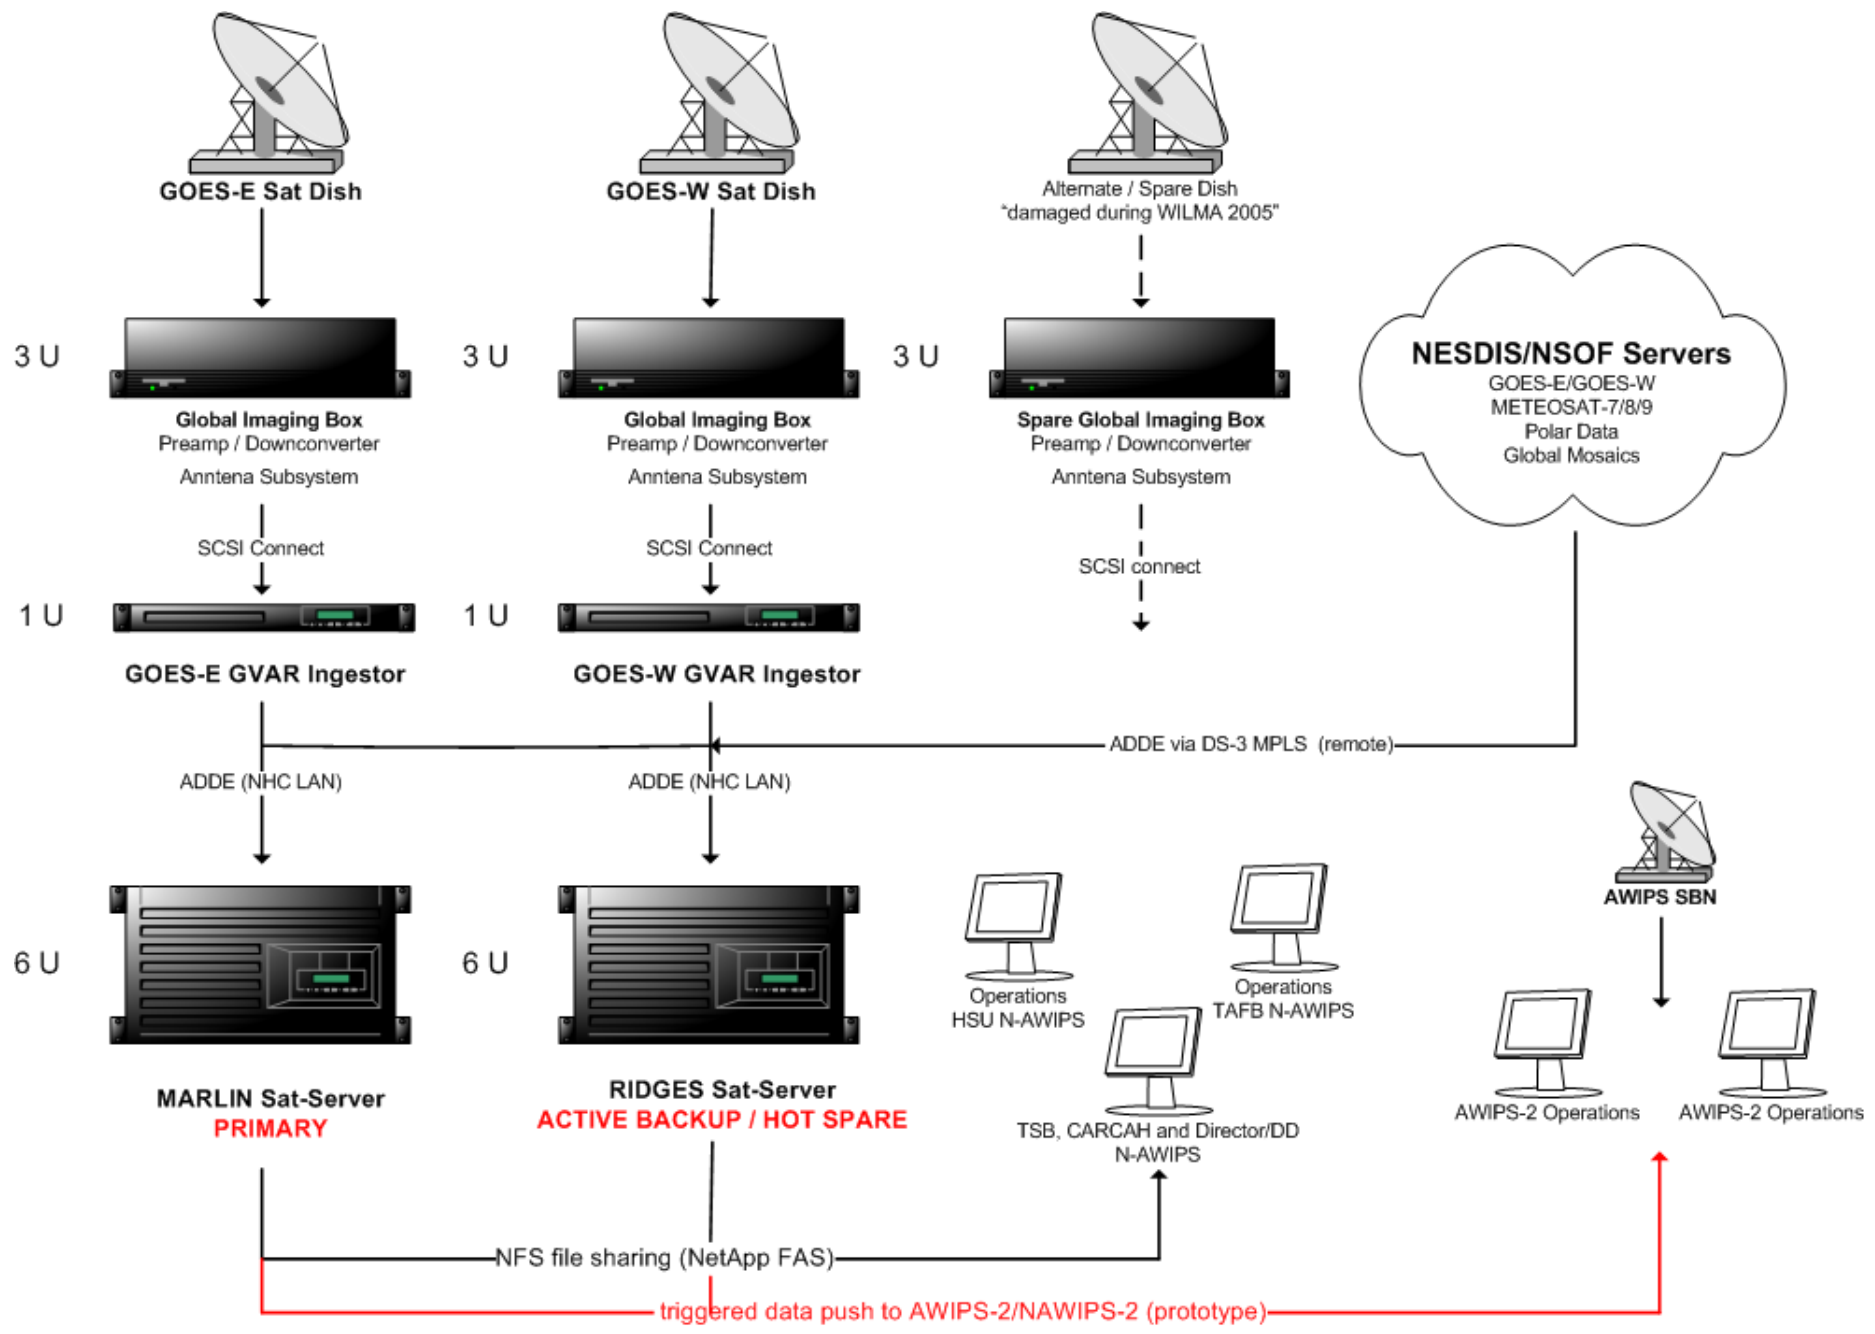 GOES-E Sat Dish
GOES-W Sat Dish
Alternate / Spare Dish
“damaged during WILMA 2005"
3 U
3 U
3 U
Global Imaging Box
Preamp / Downconverter
Anntena Subsystem
Global Imaging Box
Preamp / Downconverter
Anntena Subsystem
Spare Global Imaging Box
Preamp / Downconverter
Anntena Subsystem
NESDIS/NSOF Servers
GOES-E/GOES-W
METEOSAT-7/8/9
Polar Data
Global Mosaics
SCSI Connect
SCSI Connect
SCSI connect
1 U
1 U
GOES-E GVAR Ingestor
GOES-W GVAR Ingestor
ADDE via DS-3 MPLS (remote)
ADDE (NHC LAN)
ADDE (NHC LAN)
AWIPS SBN
6 U
6 U
Operations
HSU N-AWIPS
Operations
TAFB N-AWIPS
MARLIN Sat-Server
PRIMARY
RIDGES Sat-Server
ACTIVE BACKUP / HOT SPARE
TSB, CARCAH and Director/DD
N-AWIPS
AWIPS-2 Operations
AWIPS-2 Operations
NFS file sharing (NetApp FAS)
triggered data push to AWIPS-2/NAWIPS-2 (prototype)